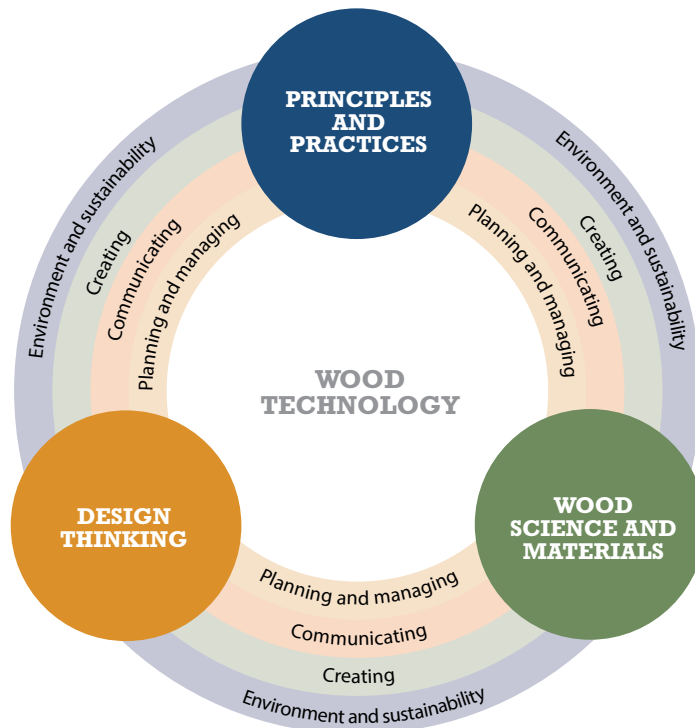 PRINCIPLES
AND
PRACTICES
Environment and sustainability
Creating
Communicating
Planning and managing
Planning and managing
Communicating
Creating
Environment and sustainability
WOOD
TECHNOLOGY
DESIGN
THINKING
WOOD
SCIENCE AND
MATERIALS
Planning and managing
Communicating
Creating
Environment and sustainability